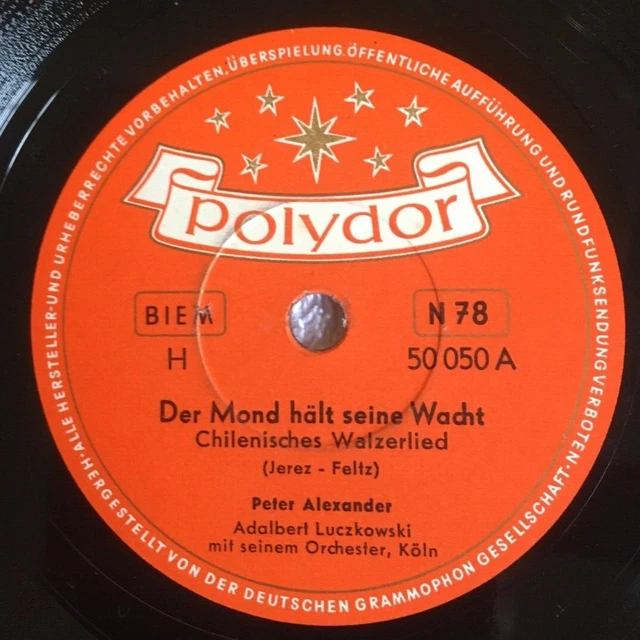 ALLE HERSTELLER- UND URHEBERRECHTE VORBEHALTEN. ÜBERSPIELUNG. ÖFFENTLICHE AUFFÜHRUNG UND RUNDFUNKSENDUNG VERBOTEN.
polydor
BIEM N 78
H 50 050 A
Der Mond hält seine Wacht
Chilenisches Walzerlied
(Jerez - Feltz)
Peter Alexander
Adalbert Luczkowski
mit seinem Orchester, Köln
HERGESTELLT VON DER DEUTSCHEN GRAMMOPHON GESELLSCHAFT